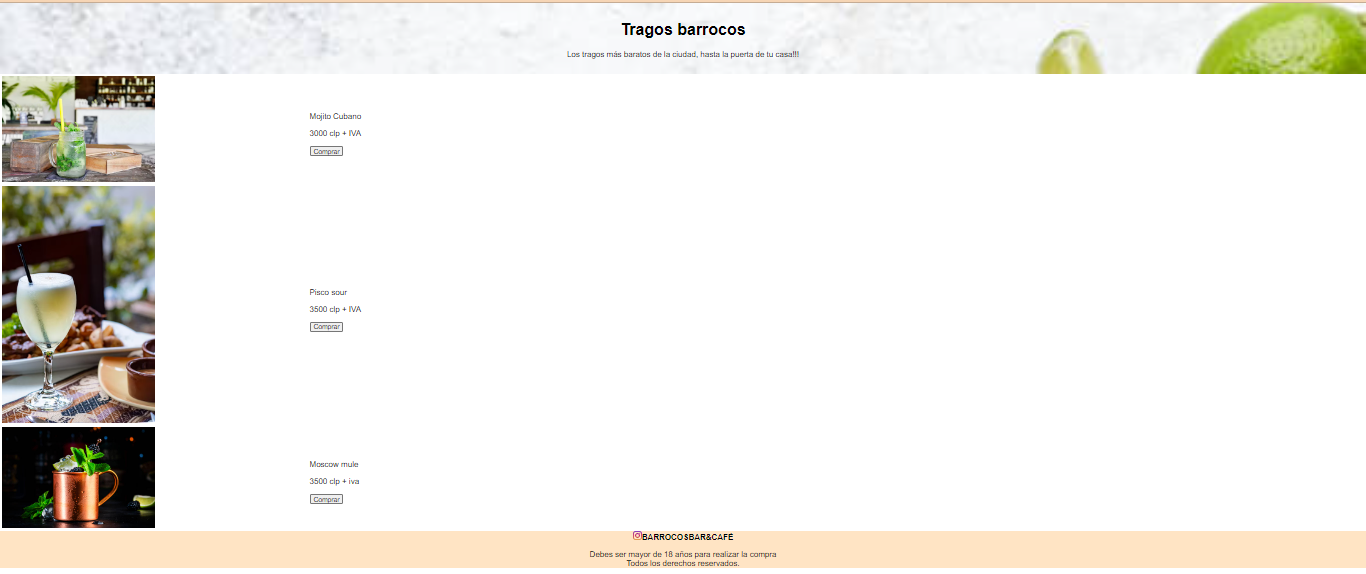 Tragos barrocos
Los tragos más baratos de la ciudad, hasta la puerta de tu casa!!!
Mojito Cubano
3000 clp + IVA
Comprar
Pisco sour
3500 clp + IVA
Comprar
Moscow mule
3500 clp + iva
Comprar
BARROCOSBAR&CAFÉ
Debes ser mayor de 18 años para realizar la compra
Todos los derechos reservados.